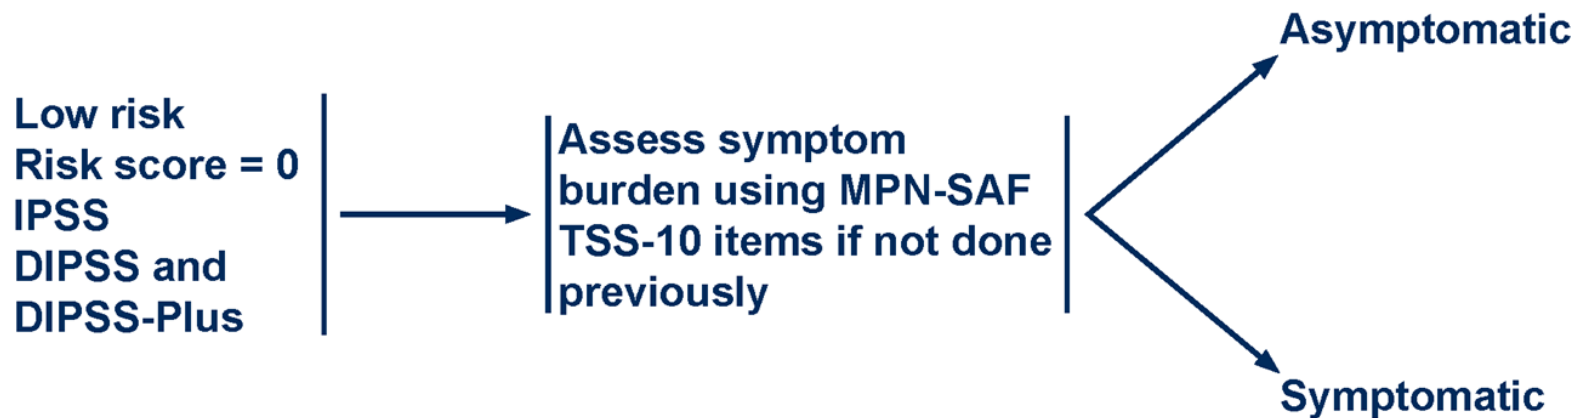 Low risk
Risk score = 0
IPSS
DIPSS and
DIPSS-Plus
Assess symptom
burden using MPN-SAF
TSS-10 items if not done
previously
Asymptomatic
Symptomatic